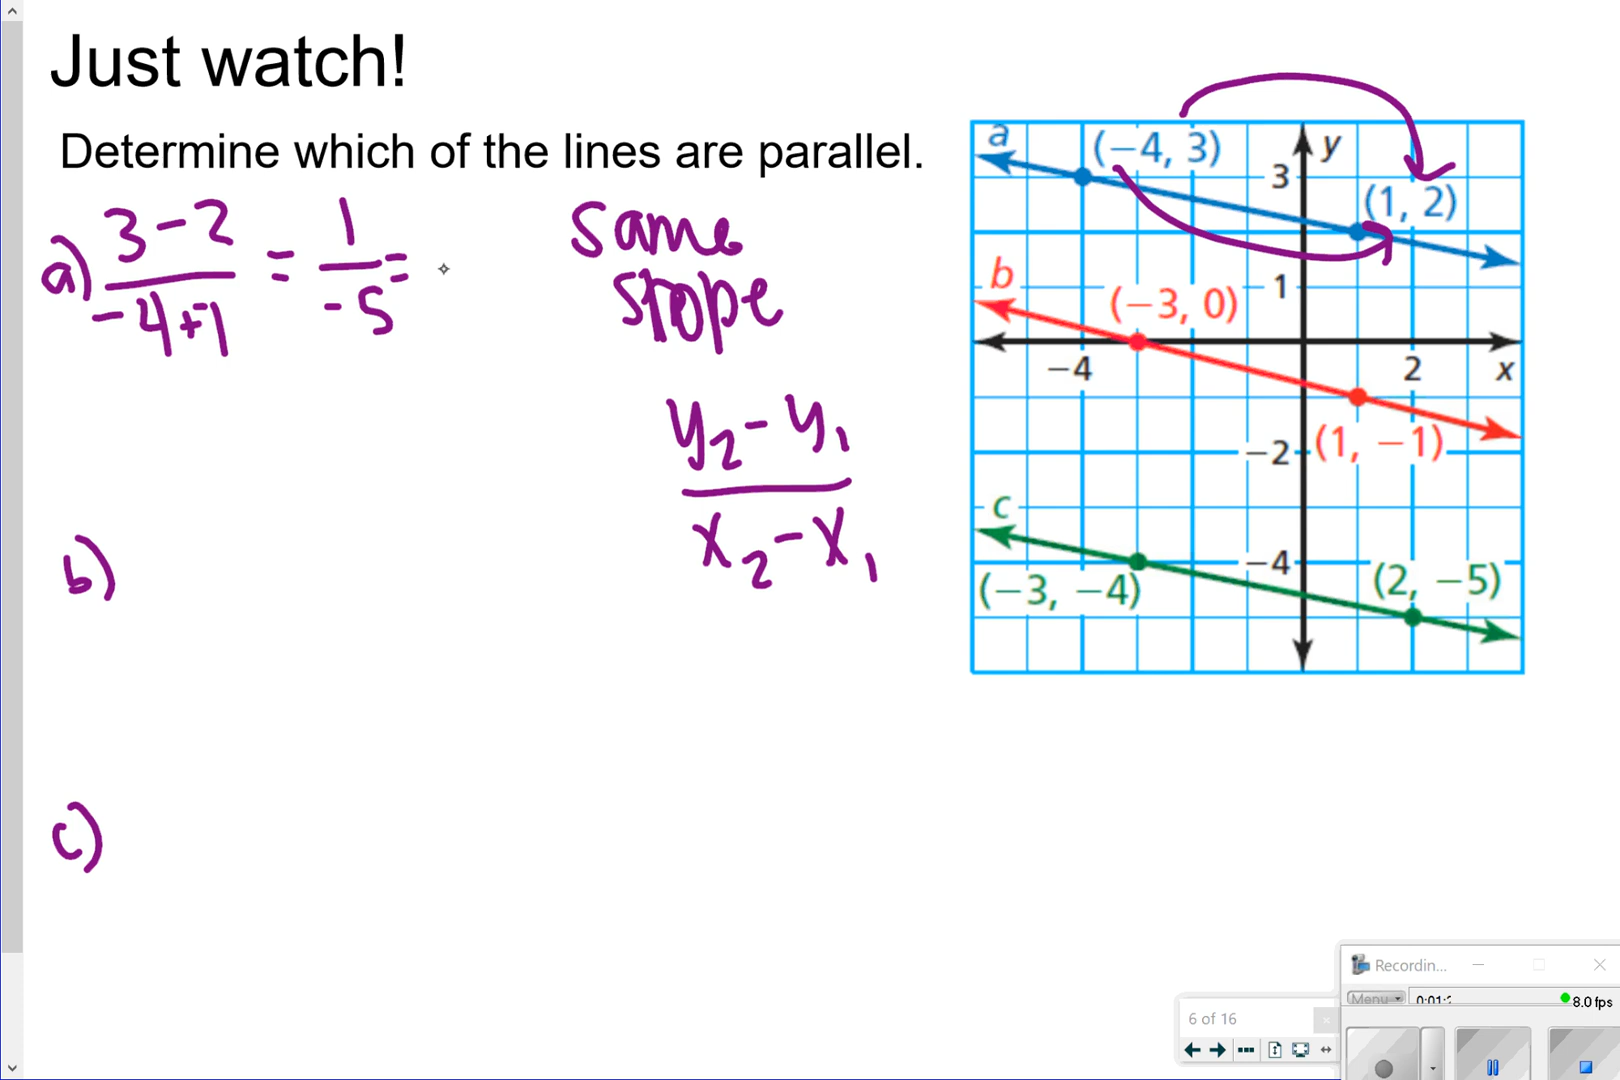 Just watch!
Determine which of the lines are parallel.
a) 3-2 / -4+-1 = 1 / -5 =
same
slope
y₂-y₁ / x₂-x₁
b)
c)
a
(−4, 3)
y
3
(1, 2)
b
1
(−3, 0)
−4
2
x
(1, −1)
−2
c
−4
(−3, −4)
(2, −5)
Recordin...
Menu
8.0 fps
6 of 16